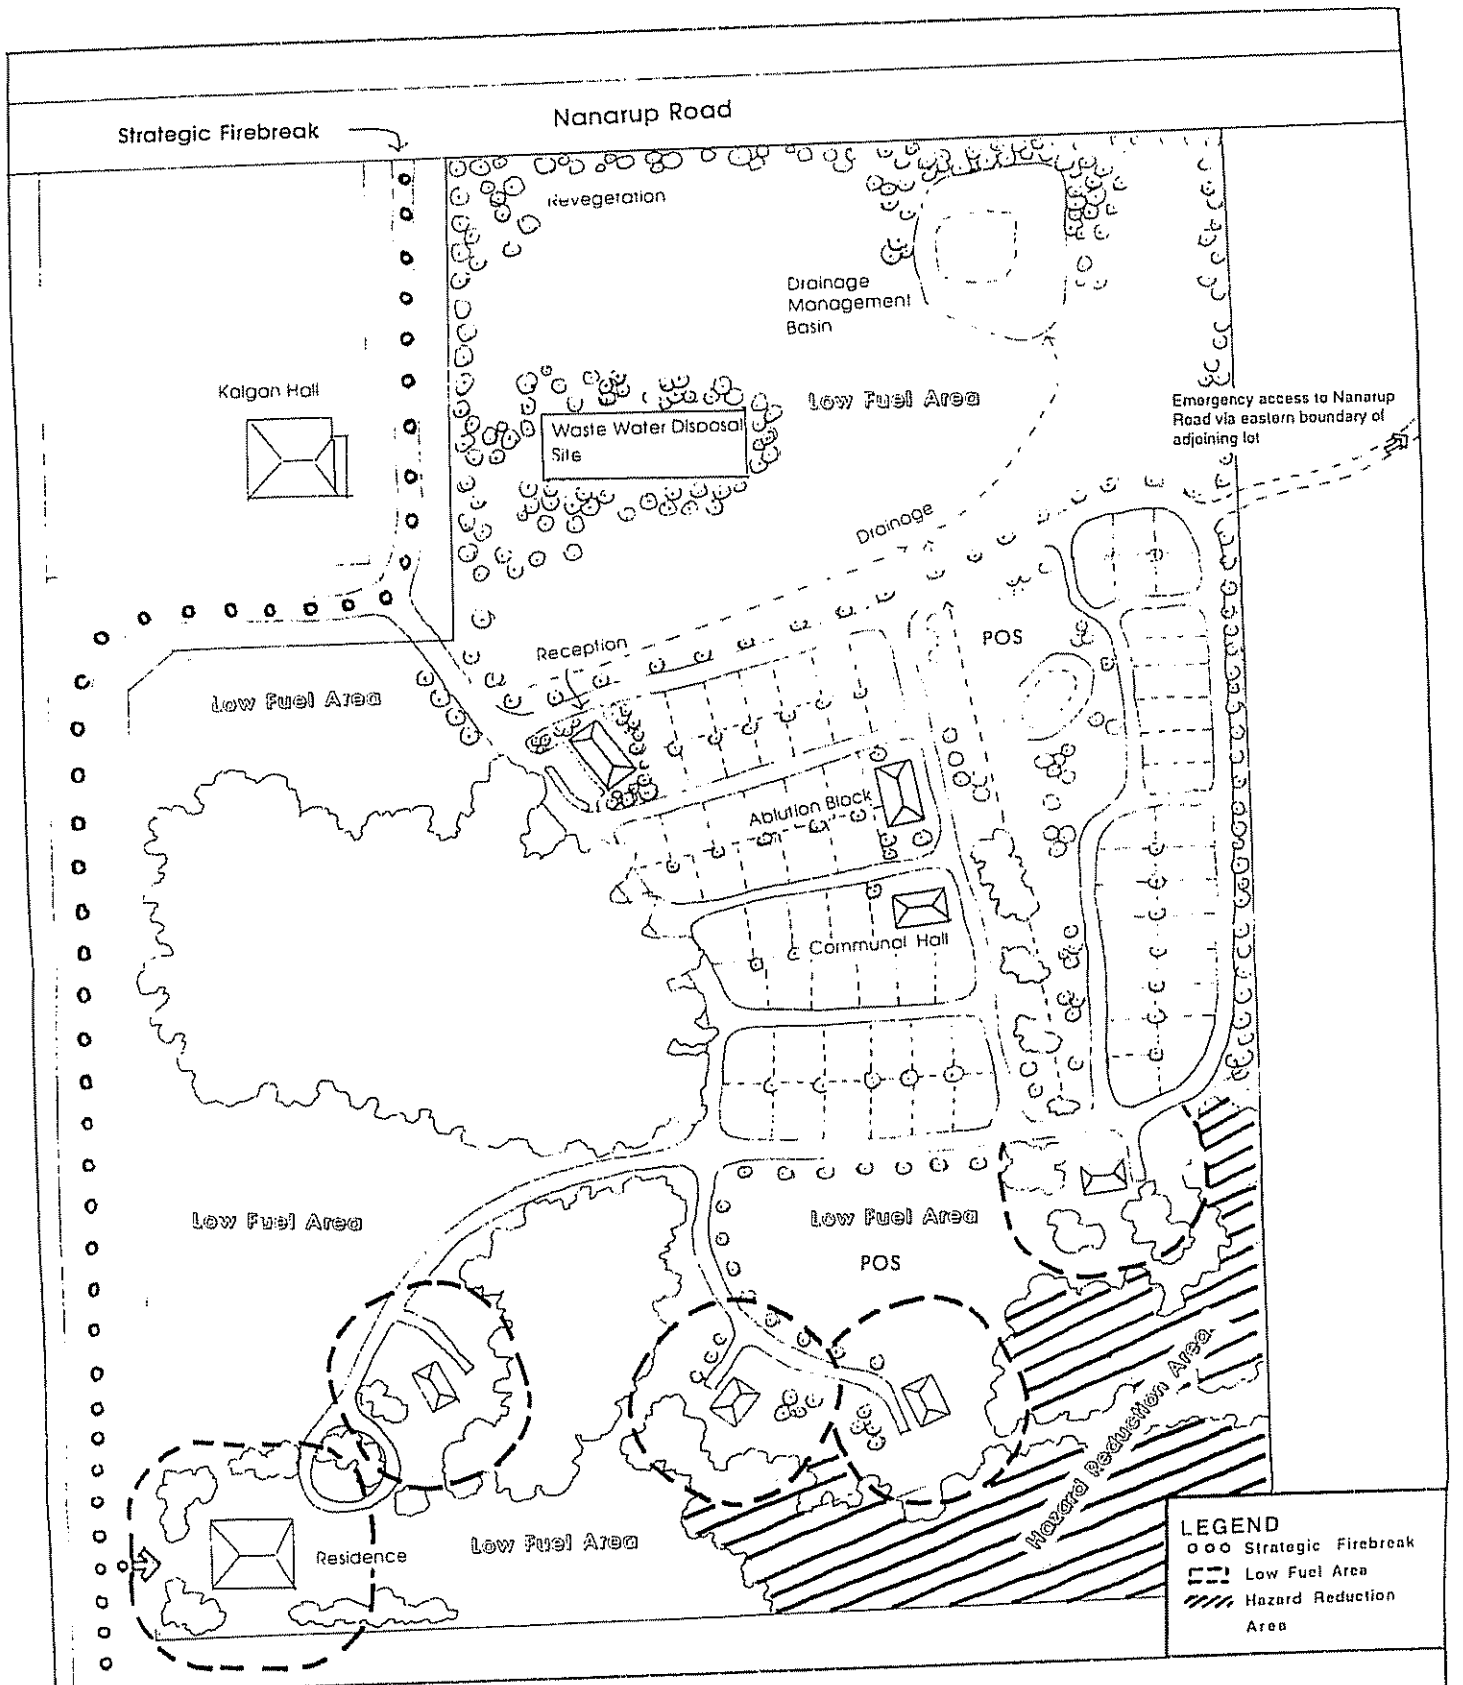 Nanarup Road
Strategic Firebreak
Revegetation
Drainage
Management
Basin
Kalgan Hall
Low Fuel Area
Emergency access to Nanarup
Road via eastern boundary of
adjoining lot
Waste Water Disposal
Site
Drainage
Reception
POS
Low Fuel Area
Ablution Block
Communal Hall
Low Fuel Area
Low Fuel Area
POS
Hazard Reduction Area
Low Fuel Area
Residence
LEGEND
Strategic Firebreak
Low Fuel Area
Hazard Reduction
Area